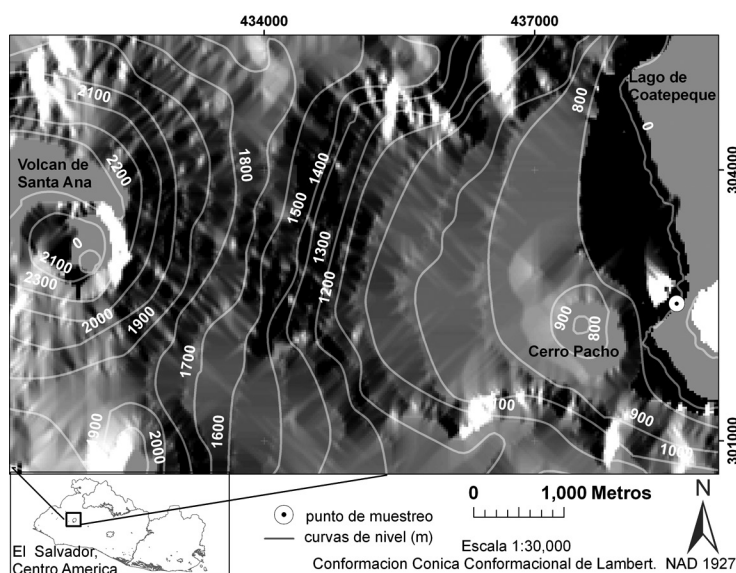 434000
437000
Lago de
Coatepeque
800
0
2100
Volcan de
Santa Ana
2200
1800
1400
304000
1500
0
2100
2300
1300
1200
2000
1900
900
800
Cerro Pacho
1700
1600
900
2000
900
1000
301000
0
1,000 Metros
N
punto de muestreo
curvas de nivel (m)
Escala 1:30,000
El Salvador,
Centro America
Conformacion Conica Conformacional de Lambert. NAD 1927